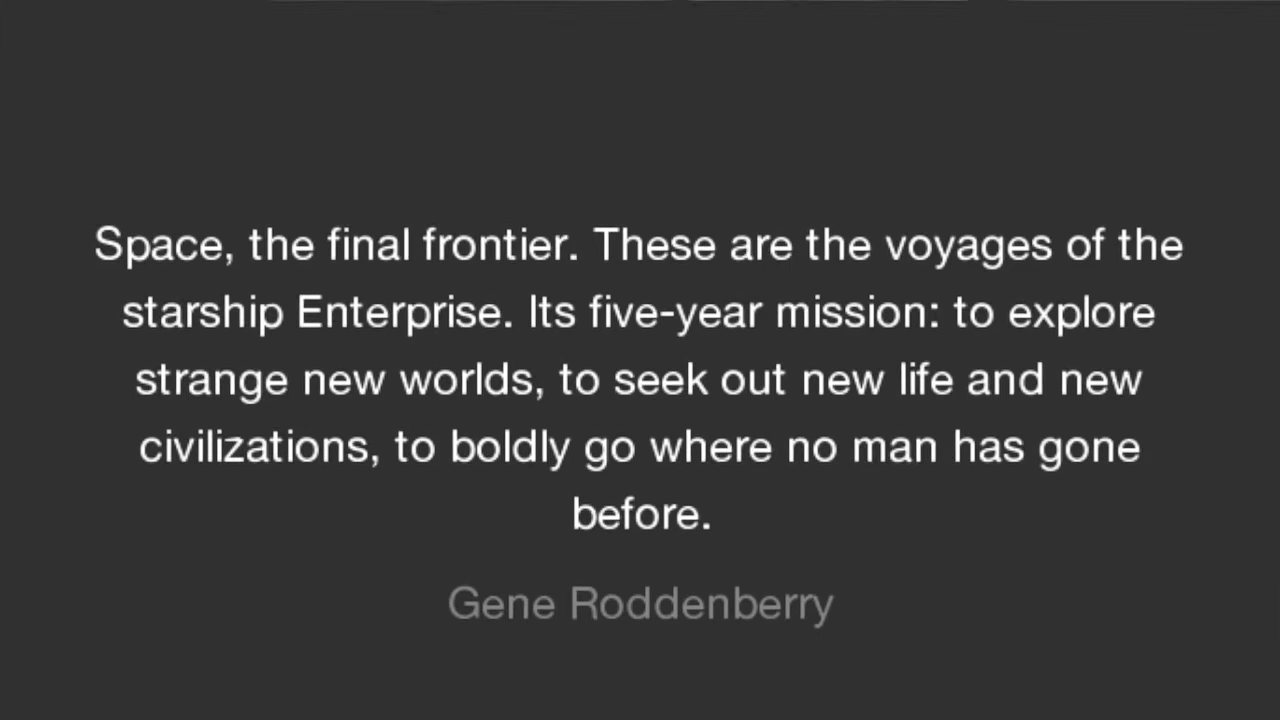 Space, the final frontier. These are the voyages of the
starship Enterprise. Its five-year mission: to explore
strange new worlds, to seek out new life and new
civilizations, to boldly go where no man has gone
before.
Gene Roddenberry